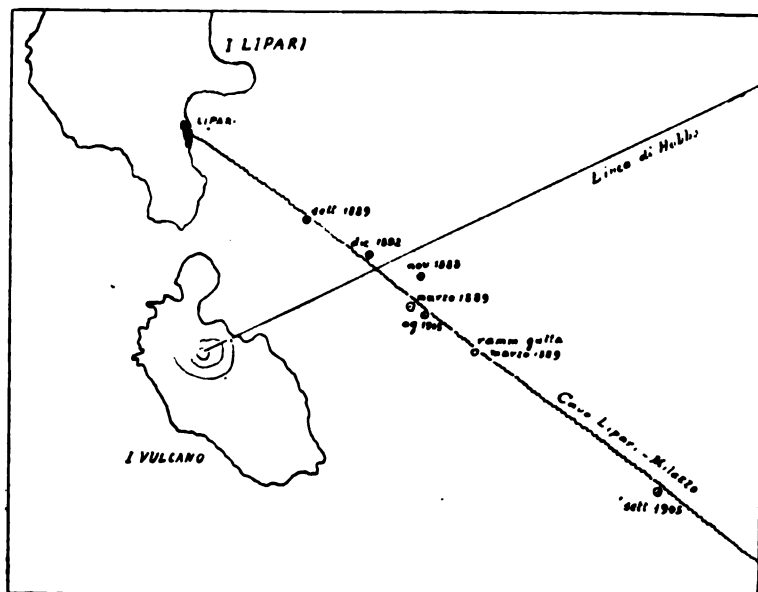 I LIPARI
LIPARI
Linea di Hobbs
sett 1889
dic 1892
nov 1888
marzo 1889
ag 1905
ramm gutta
marzo 1889
Cavo Lipari - Milazzo
I VULCANO
sett 1905